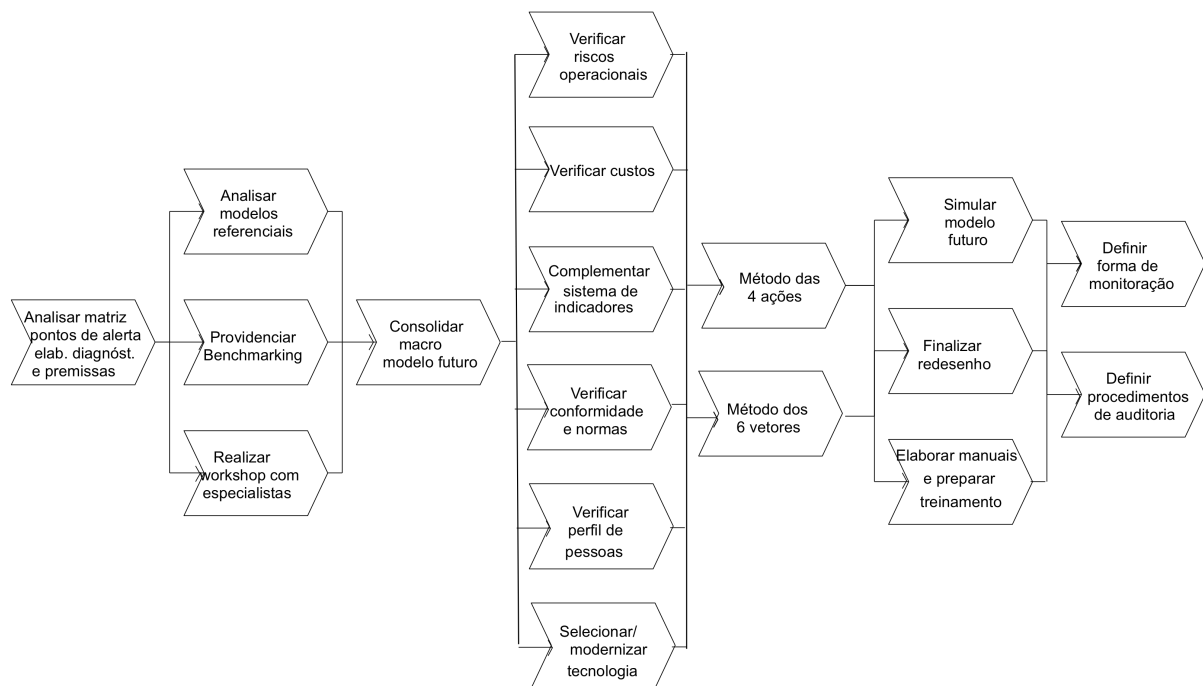 Analisar matriz
pontos de alerta
elab. diagnóst.
e premissas
Analisar
modelos
referenciais
Providenciar
Benchmarking
Realizar
workshop com
especialistas
Consolidar
macro
modelo futuro
Verificar
riscos
operacionais
Verificar custos
Complementar
sistema de
indicadores
Verificar
conformidade
e normas
Verificar
perfil de
pessoas
Selecionar/
modernizar
tecnologia
Método das
4 ações
Método dos
6 vetores
Simular
modelo
futuro
Finalizar
redesenho
Elaborar manuais
e preparar
treinamento
Definir
forma de
monitoração
Definir
procedimentos
de auditoria